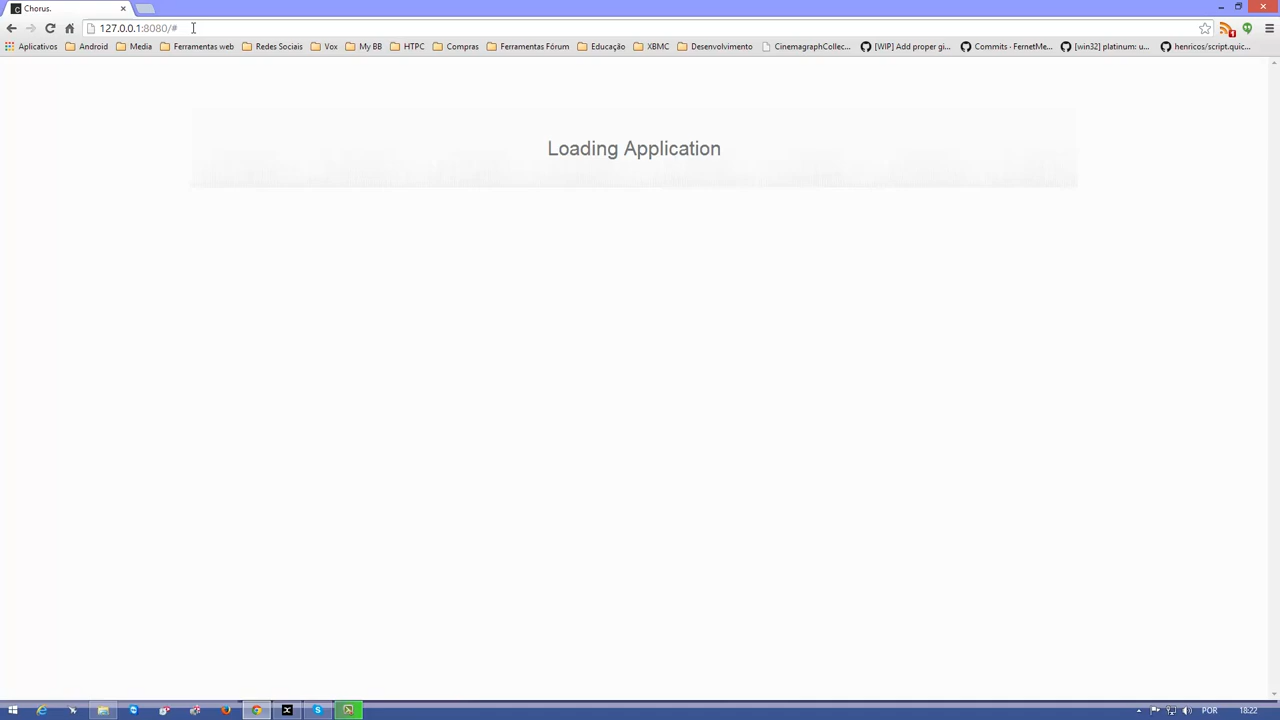 Chorus.
127.0.0.1:8080/#
Aplicativos Android Media Ferramentas web Redes Sociais Vox My BB HTPC Compras Ferramentas Fórum Educação XBMC Desenvolvimento CinemagraphCollec... [WIP] Add proper gi... Commits · FernetMe... [win32] platinum: u... henricos/script.quic...
Loading Application
POR 18:22